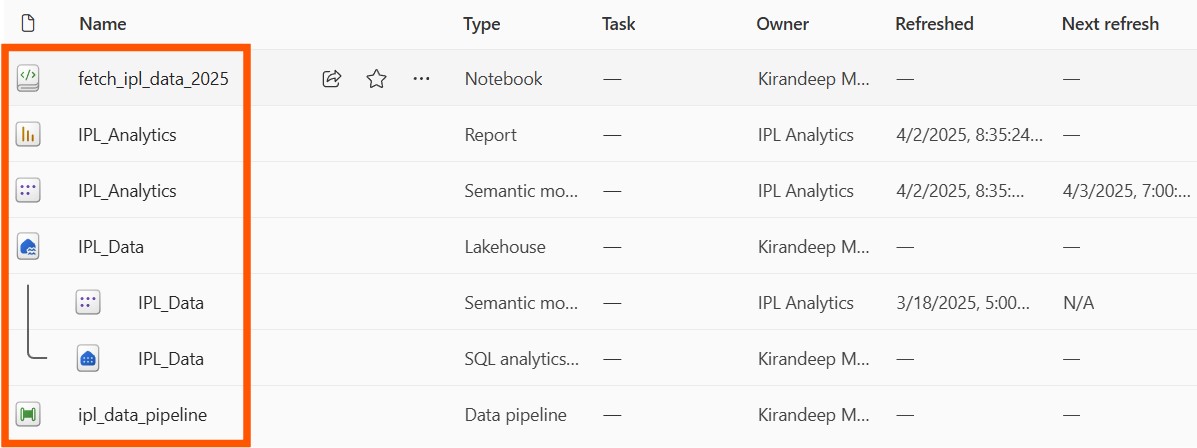 Name Type Task Owner Refreshed Next refresh
fetch_ipl_data_2025 ... Notebook — Kirandeep M... — —
IPL_Analytics Report — IPL Analytics 4/2/2025, 8:35:24... —
IPL_Analytics Semantic mo... — IPL Analytics 4/2/2025, 8:35:... 4/3/2025, 7:00:...
IPL_Data Lakehouse — Kirandeep M... — —
IPL_Data Semantic mo... — IPL Analytics 3/18/2025, 5:00... N/A
IPL_Data SQL analytics... — Kirandeep M... — —
ipl_data_pipeline Data pipeline — Kirandeep M... — —